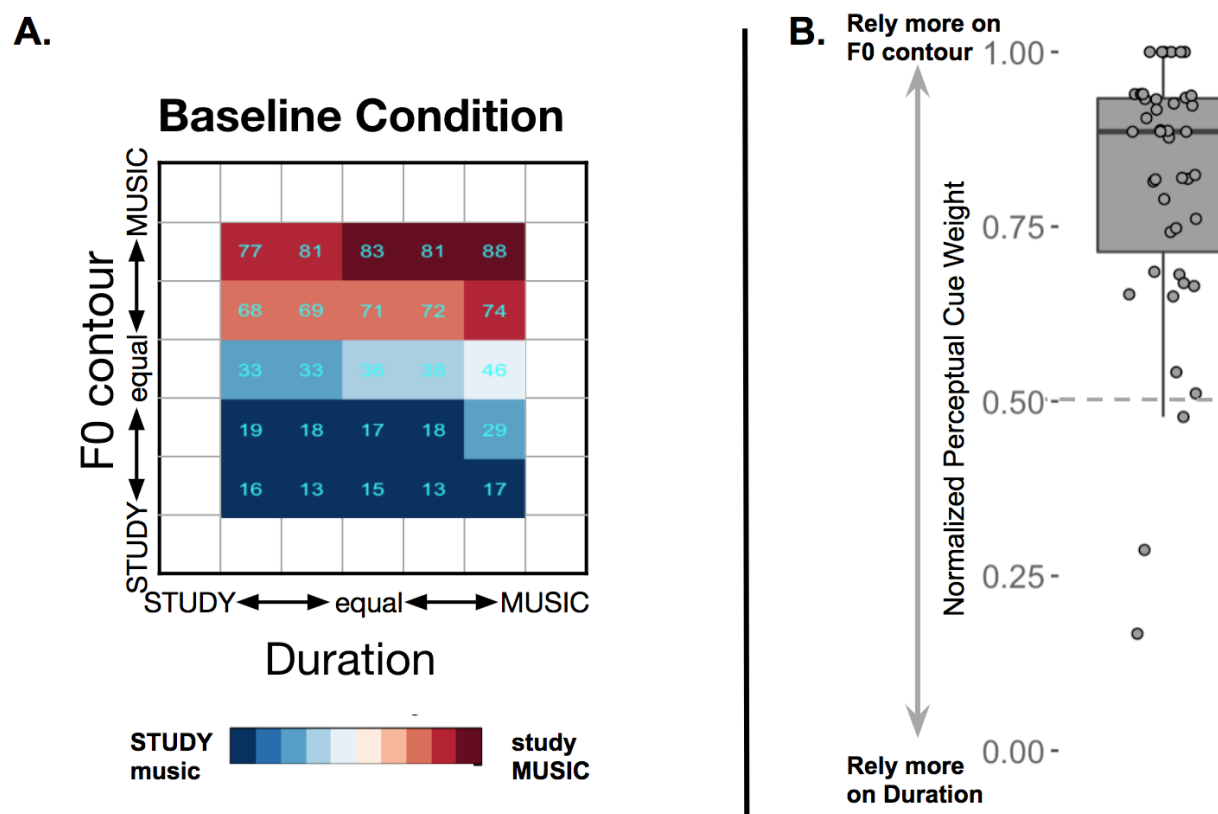 A.
Baseline Condition
F0 contour
MUSIC
equal
STUDY
77 81 83 81 88
68 69 71 72 74
33 33 36 38 46
19 18 17 18 29
16 13 15 13 17
STUDY equal MUSIC
Duration
STUDY
music
study
MUSIC
B.
Rely more on
F0 contour
Normalized Perceptual Cue Weight
1.00
0.75
0.50
0.25
0.00
Rely more
on Duration